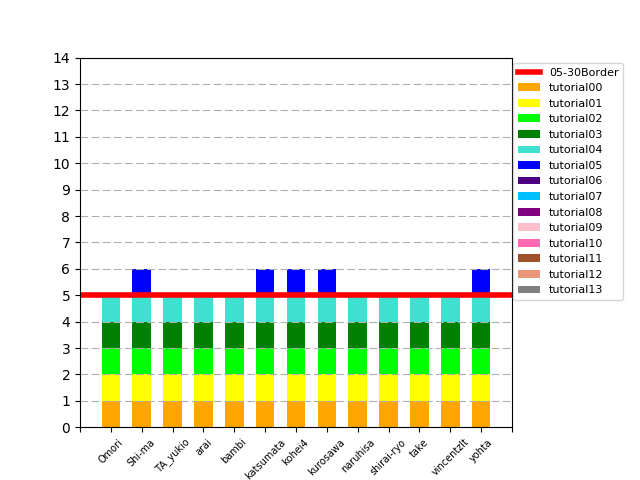 14
13
12
11
10
9
8
7
6
5
4
3
2
1
0
Omori
Shi-ma
TA_yukio
arai
bambi
katsumata
kohei4
kurosawa
naruhisa
shirai-ryo
take
vincentzlt
yohta
05-30Border
tutorial00
tutorial01
tutorial02
tutorial03
tutorial04
tutorial05
tutorial06
tutorial07
tutorial08
tutorial09
tutorial10
tutorial11
tutorial12
tutorial13